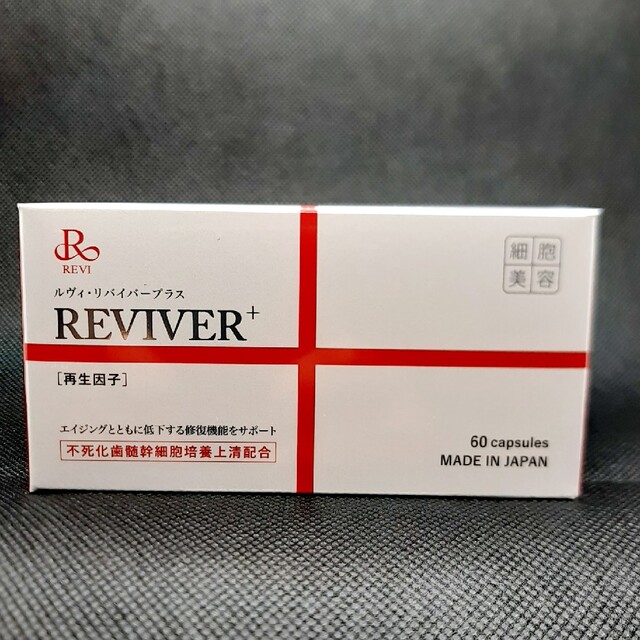 R
REVI
ルヴィ・リバイバープラス
REVIVER+
[再生因子]
エイジングとともに低下する修復機能をサポート
不死化歯髄幹細胞培養上清配合
細胞
美容
60 capsules
MADE IN JAPAN